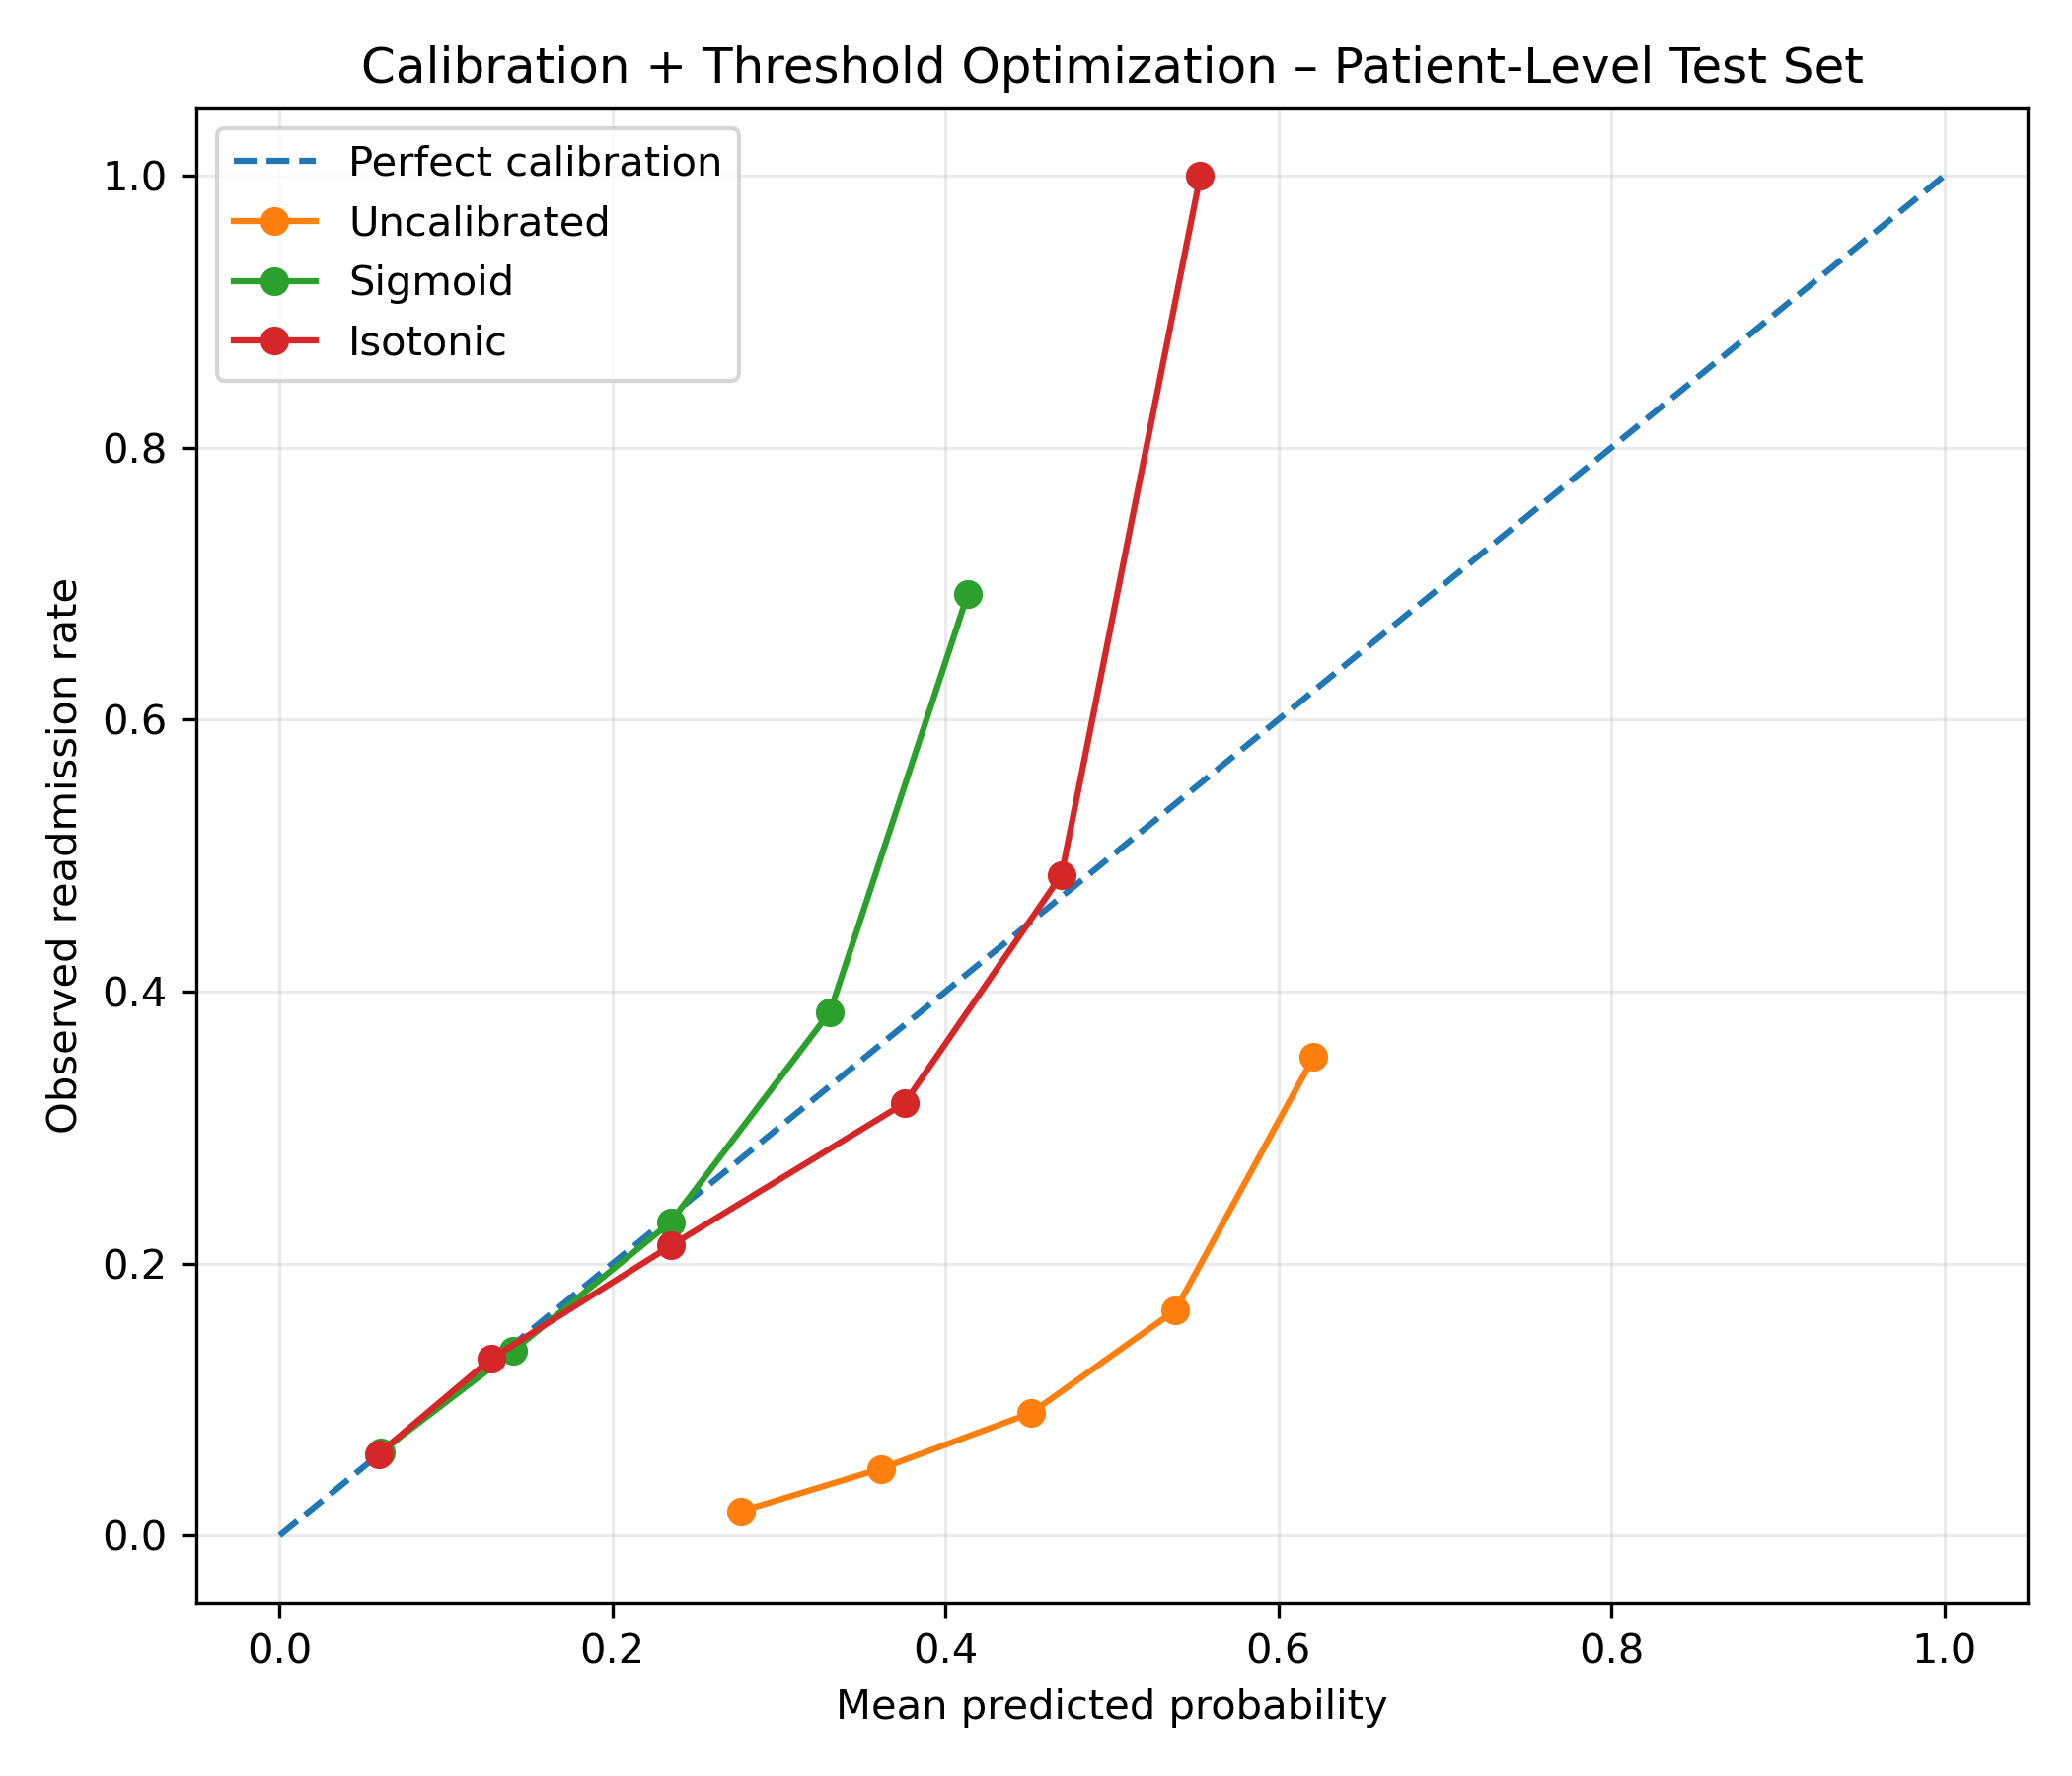 Calibration + Threshold Optimization – Patient-Level Test Set
Perfect calibration
Uncalibrated
Sigmoid
Isotonic
Observed readmission rate
1.0
0.8
0.6
0.4
0.2
0.0
0.0 0.2 0.4 0.6 0.8 1.0
Mean predicted probability